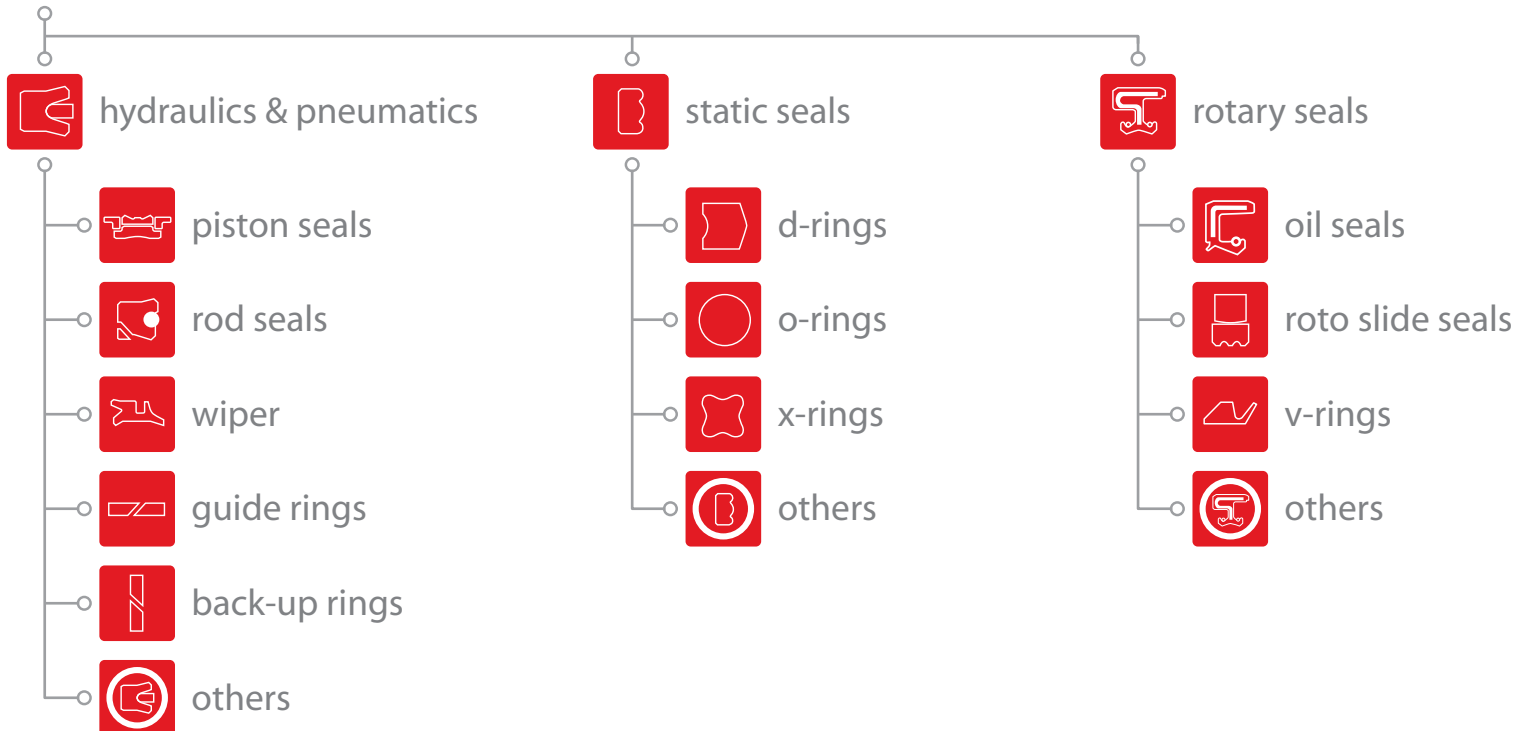 hydraulics & pneumatics
piston seals
rod seals
wiper
guide rings
back-up rings
others
static seals
d-rings
o-rings
x-rings
others
rotary seals
oil seals
roto slide seals
v-rings
others